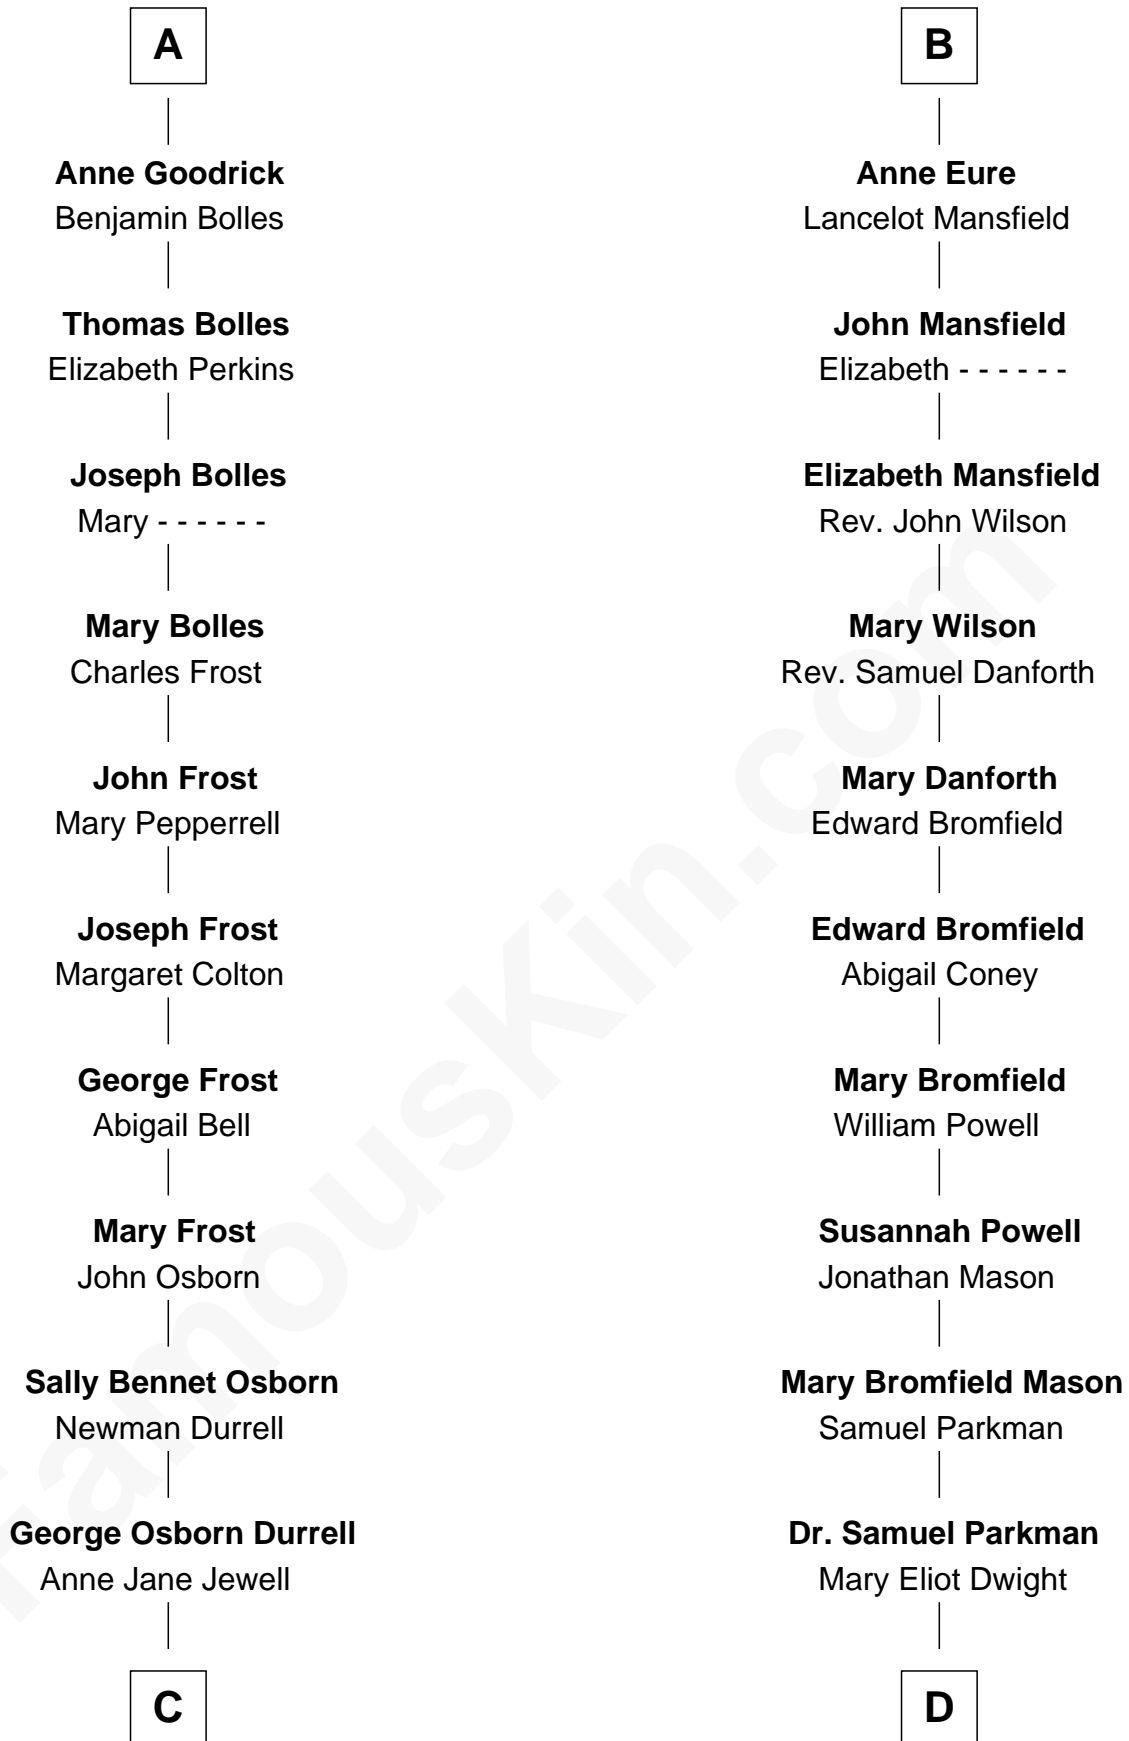 A
Anne Goodrick
Benjamin Bolles
Thomas Bolles
Elizabeth Perkins
Joseph Bolles
Mary - - - - - -
Mary Bolles
Charles Frost
John Frost
Mary Pepperrell
Joseph Frost
Margaret Colton
George Frost
Abigail Bell
Mary Frost
John Osborn
Sally Bennet Osborn
Newman Durrell
George Osborn Durrell
Anne Jane Jewell
C
B
Anne Eure
Lancelot Mansfield
John Mansfield
Elizabeth - - - - - -
Elizabeth Mansfield
Rev. John Wilson
Mary Wilson
Rev. Samuel Danforth
Mary Danforth
Edward Bromfield
Edward Bromfield
Abigail Coney
Mary Bromfield
William Powell
Susannah Powell
Jonathan Mason
Mary Bromfield Mason
Samuel Parkman
Dr. Samuel Parkman
Mary Eliot Dwight
D
FamousKin.com